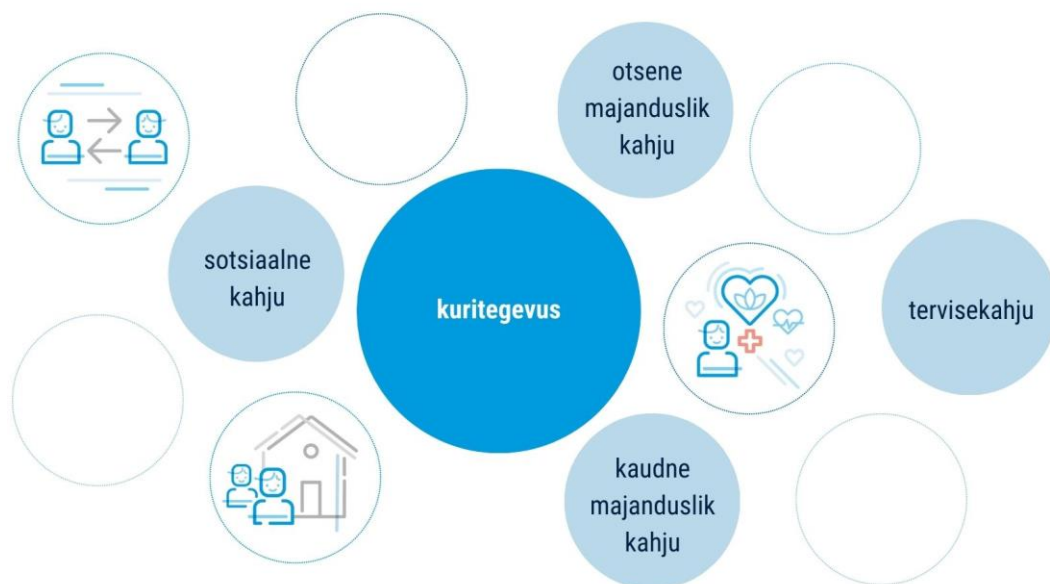 otsene
majanduslik
kahju
sotsiaalne
kahju
kuritegevus
tervisekahju
kaudne
majanduslik
kahju